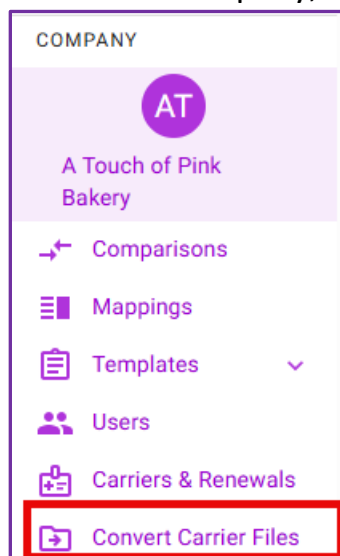 COMPANY
AT
A Touch of Pink
Bakery
Comparisons
Mappings
Templates
Users
Carriers & Renewals
Convert Carrier Files